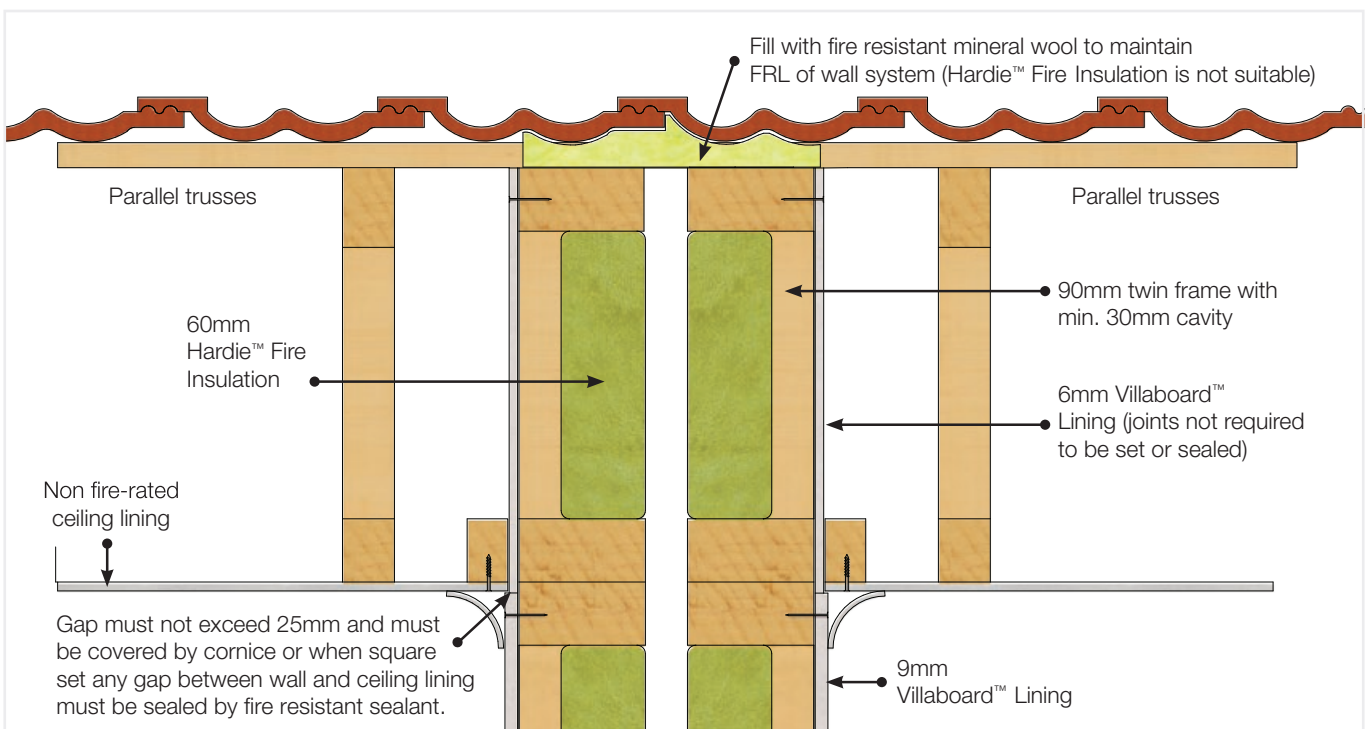 Fill with fire resistant mineral wool to maintain
FRL of wall system (Hardie™ Fire Insulation is not suitable)
Parallel trusses
Parallel trusses
90mm twin frame with
min. 30mm cavity
60mm
Hardie™ Fire
Insulation
6mm Villaboard™
Lining (joints not required
to be set or sealed)
Non fire-rated
ceiling lining
Gap must not exceed 25mm and must
be covered by cornice or when square
set any gap between wall and ceiling lining
must be sealed by fire resistant sealant.
9mm
Villaboard™ Lining